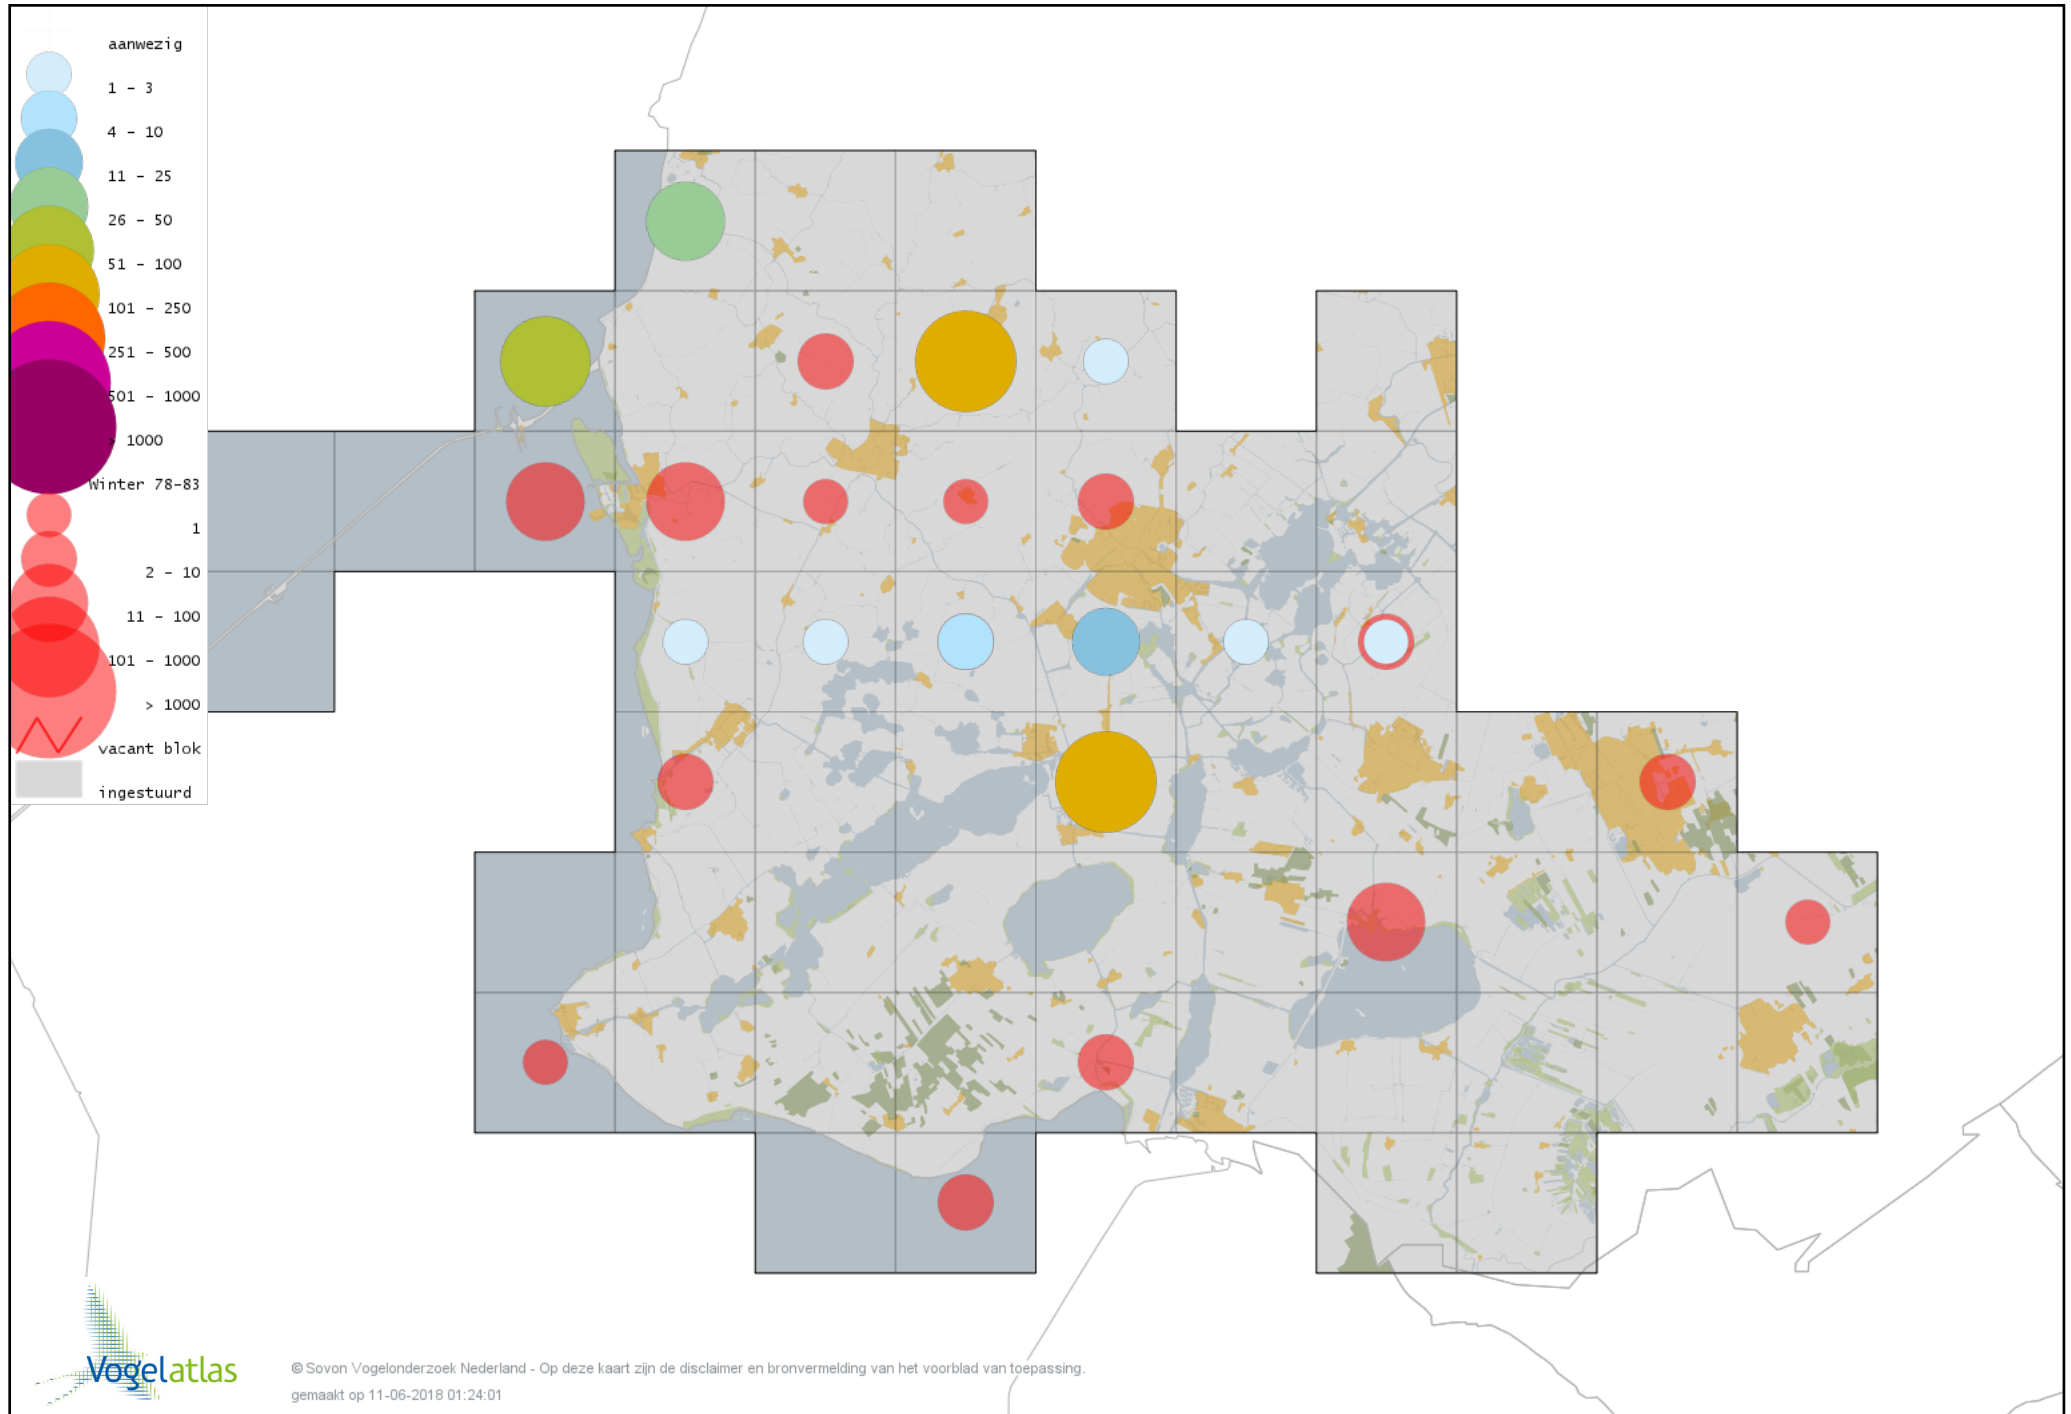 aanwezig
1 - 3
4 - 10
11 - 25
26 - 50
51 - 100
101 - 250
251 - 500
501 - 1000
> 1000
Winter 78-83
1
2 - 10
11 - 100
101 - 1000
> 1000
vacant blok
ingestuurd
Vogelatlas
© Sovon Vogelonderzoek Nederland - Op deze kaart zijn de disclaimer en bronvermelding van het voorblad van toepassing.
gemaakt op 11-06-2018 01:24:01